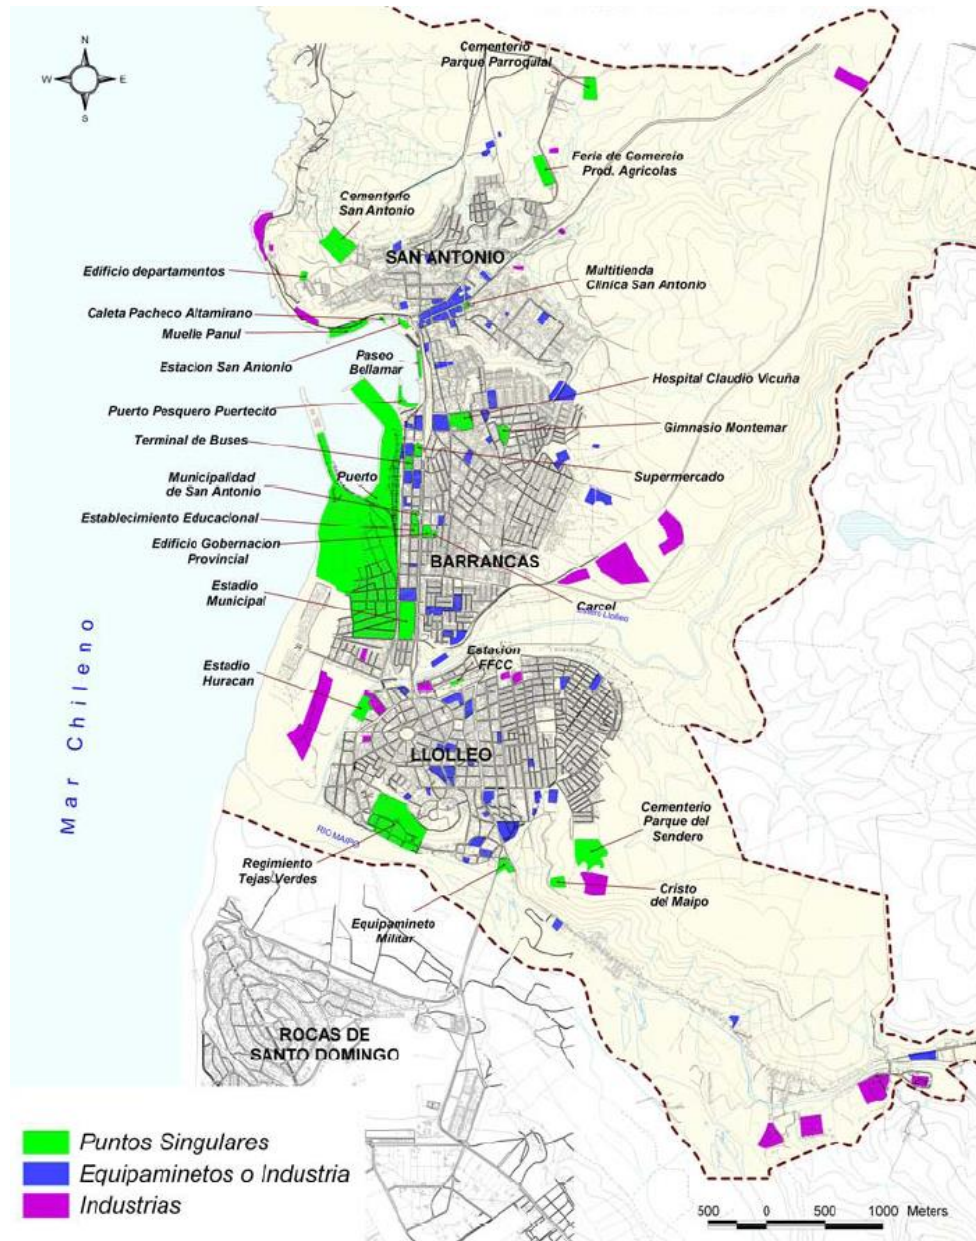 N
W E
S
Cementerio
Parque Parroquial
Feria de Comercio
Prod. Agricolas
Cementerio
San Antonio
SAN ANTONIO
Edificio departamentos
Multitienda
Clinica San Antonio
Caleta Pacheco Altamirano
Muelle Panul
Estacion San Antonio
Paseo
Bellamar
Hospital Claudio Vicuña
Puerto Pesquero Puertecito
Gimnasio Montemar
Terminal de Buses
Supermercado
Puerto
Municipalidad
de San Antonio
Establecimiento Educacional
Edificio Gobernacion
Provincial
BARRANCAS
Estadio
Municipal
Carcel
Estero Llolleo
Estacion
FFCC
Estadio
Huracan
Mar Chileno
LLOLLEO
Cementerio
Parque del
Sendero
RIO MAIPO
Regimiento
Tejas Verdes
Cristo
del Maipo
Equipamineto
Militar
ROCAS DE
SANTO DOMINGO
Puntos Singulares
Equipaminetos o Industria
Industrias
500 0 500 1000 Meters